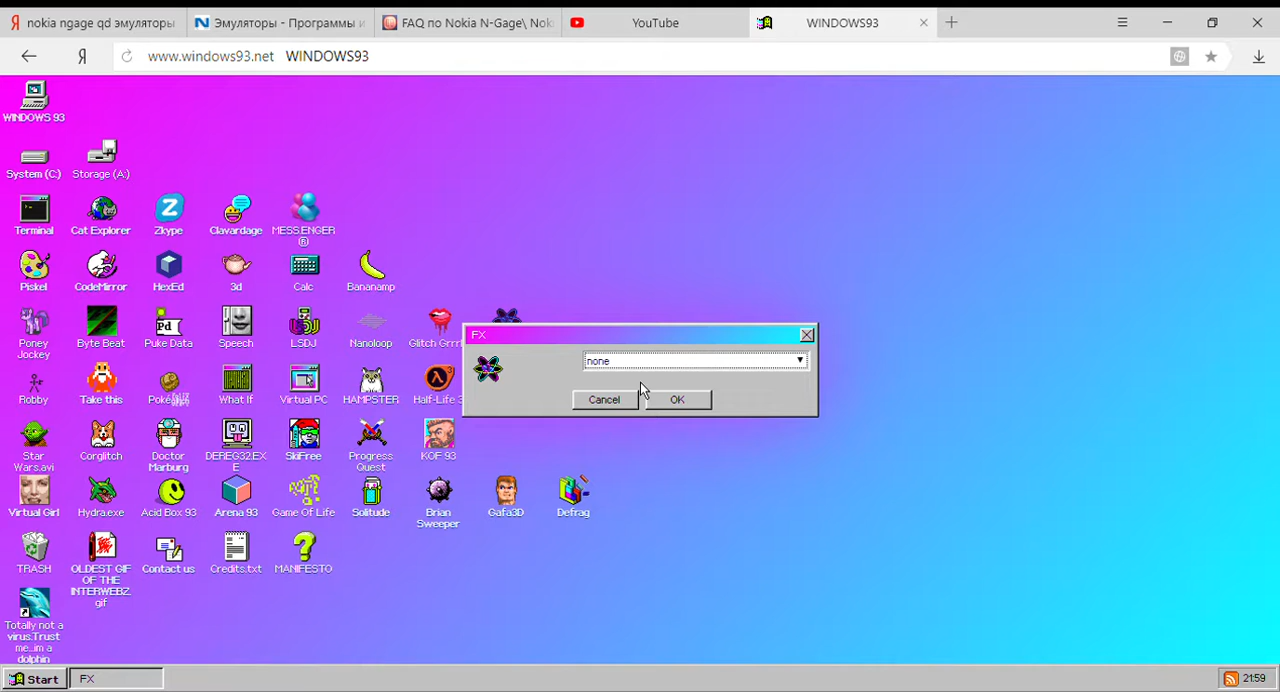 nokia ngage qd эмуляторы
Эмуляторы - Программы и
FAQ по Nokia N-Gage\ Nok
YouTube
WINDOWS93
www.windows93.net WINDOWS93
WINDOWS 93
System (C:)
Storage (A:)
Terminal
Cat Explorer
Zkype
Clavardage
MESS.ENGER
®
Piskel
CodeMirror
HexEd
3d
Calc
Bananamp
Poney
Jockey
Byte Beat
Puke Data
Speech
LSDJ
Nanoloop
Glitch Grrrl
FX
none
Cancel
OK
Robby
Take this
What If
Virtual PC
HAMPSTER
Half-Life 3
Star
Wars.avi
Corglitch
Doctor
Marburg
DEREG32.EX
E
SkiFree
Progress
Quest
KOF 93
Virtual Girl
Hydra.exe
Acid Box 93
Arena 93
Game Of Life
Solitude
Brian
Sweeper
Gafa3D
Defrag
TRASH
OLDEST GIF
OF THE
INTERWEBZ.
gif
Contact us
Credits.txt
MANIFESTO
Totally not a
virus.Trust
me...im a
dolphin
Start
FX
21:59